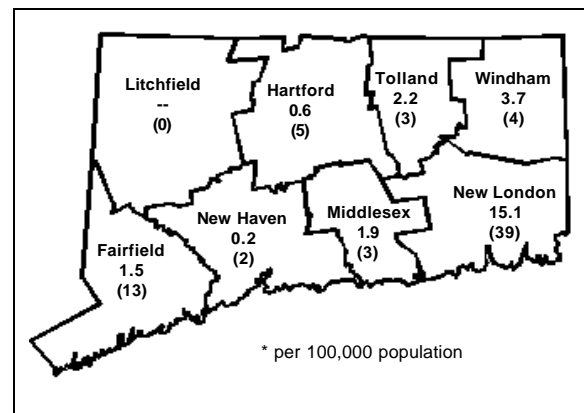 Litchfield
--
(0)
Hartford
0.6
(5)
Tolland
2.2
(3)
Windham
3.7
(4)
Fairfield
1.5
(13)
New Haven
0.2
(2)
Middlesex
1.9
(3)
New London
15.1
(39)
* per 100,000 population